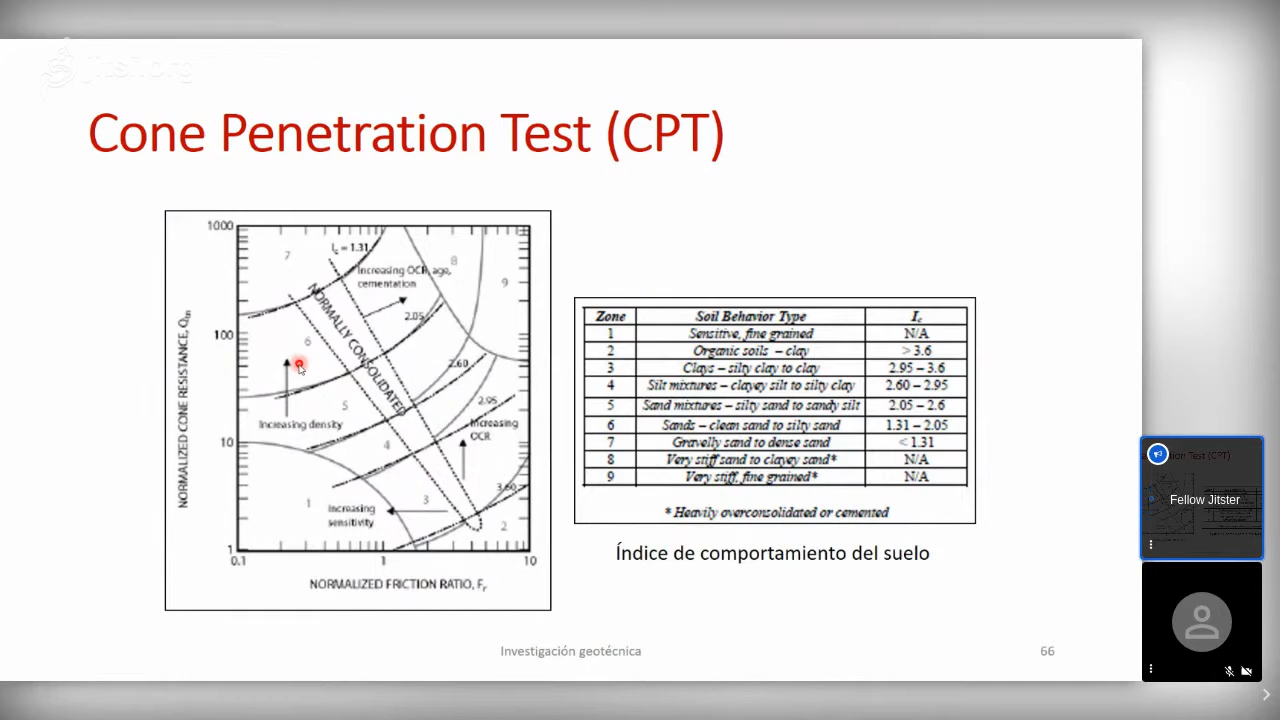 Jitsi.org
Cone Penetration Test (CPT)
1000
100
10
1
0.1
1
10
NORMALIZED CONE RESISTANCE, Qtn
NORMALIZED FRICTION RATIO, Fr
7
Ic = 1.31
8
Increasing OCR, age,
cementation
9
NORMALLY CONSOLIDATED
2.05
6
2.60
2.95
5
Increasing density
Increasing
OCR
4
3.60
1
3
Increasing
sensitivity
2
Zone Soil Behavior Type Ic
1 Sensitive, fine grained N/A
2 Organic soils – clay > 3.6
3 Clays – silty clay to clay 2.95 – 3.6
4 Silt mixtures – clayey silt to silty clay 2.60 – 2.95
5 Sand mixtures – silty sand to sandy silt 2.05 – 2.6
6 Sands – clean sand to silty sand 1.31 – 2.05
7 Gravelly sand to dense sand < 1.31
8 Very stiff sand to clayey sand* N/A
9 Very stiff, fine grained* N/A
* Heavily overconsolidated or cemented
Índice de comportamiento del suelo
Investigación geotécnica
66
Fellow Jitster